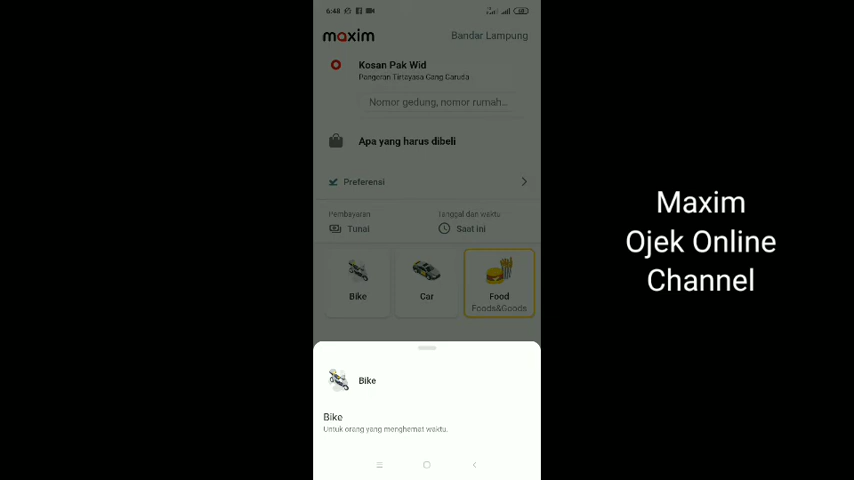 6:48
maxim
Bandar Lampung
Kosan Pak Wid
Pangeran Tirtayasa Gang Garuda
Nomor gedung, nomor rumah...
Apa yang harus dibeli
Preferensi
Pembayaran
Tanggal dan waktu
Tunai
Saat ini
Bike
Car
Food
Foods&Goods
Maxim
Ojek Online
Channel
Bike
Bike
Untuk orang yang menghemat waktu.